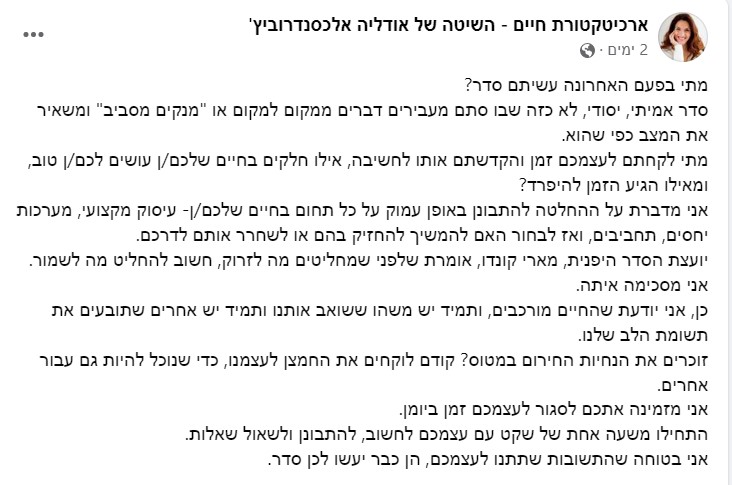 ארכיטקטורת חיים - השיטה של אודליה אלכסנדרוביץ'
2 ימים ·
מתי בפעם האחרונה עשיתם סדר?
סדר אמיתי, יסודי, לא כזה שבו סתם מעבירים דברים ממקום למקום או "מנקים מסביב" ומשאיר
את המצב כפי שהוא.
מתי לקחתם לעצמכם זמן והקדשתם אותו לחשיבה, אילו חלקים בחיים שלכם/ן עושים לכם/ן טוב,
ומאילו הגיע הזמן להיפרד?
אני מדברת על ההחלטה להתבונן באופן עמוק על כל תחום בחיים שלכם/ן- עיסוק מקצועי, מערכות
יחסים, תחביבים, ואז לבחור האם להמשיך להחזיק בהם או לשחרר אותם לדרכם.
יועצת הסדר היפנית, מארי קונדו, אומרת שלפני שמחליטים מה לזרוק, חשוב להחליט מה לשמור.
אני מסכימה איתה.
כן, אני יודעת שהחיים מורכבים, ותמיד יש משהו ששואב אותנו ותמיד יש אחרים שתובעים את
תשומת הלב שלנו.
זוכרים את הנחיות החירום במטוס? קודם לוקחים את החמצן לעצמנו, כדי שנוכל להיות גם עבור
אחרים.
אני מזמינה אתכם לסגור לעצמכם זמן ביומן.
התחילו משעה אחת של שקט עם עצמכם לחשוב, להתבונן ולשאול שאלות.
אני בטוחה שהתשובות שתתנו לעצמכם, הן כבר יעשו לכן סדר.